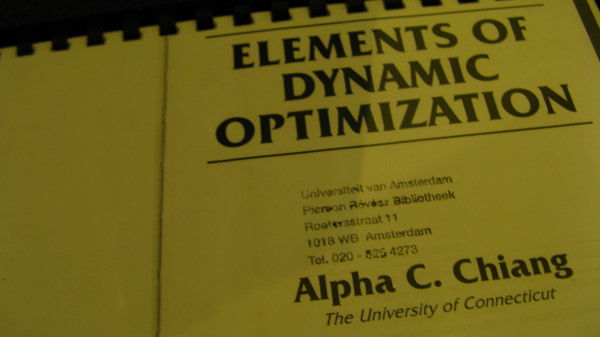 ELEMENTS OF
DYNAMIC
OPTIMIZATION
Universiteit van Amsterdam
Pierson Révész Bibliotheek
Roetersstraat 11
1018 WB Amsterdam
Tel. 020 - 525 4273
Alpha C. Chiang
The University of Connecticut